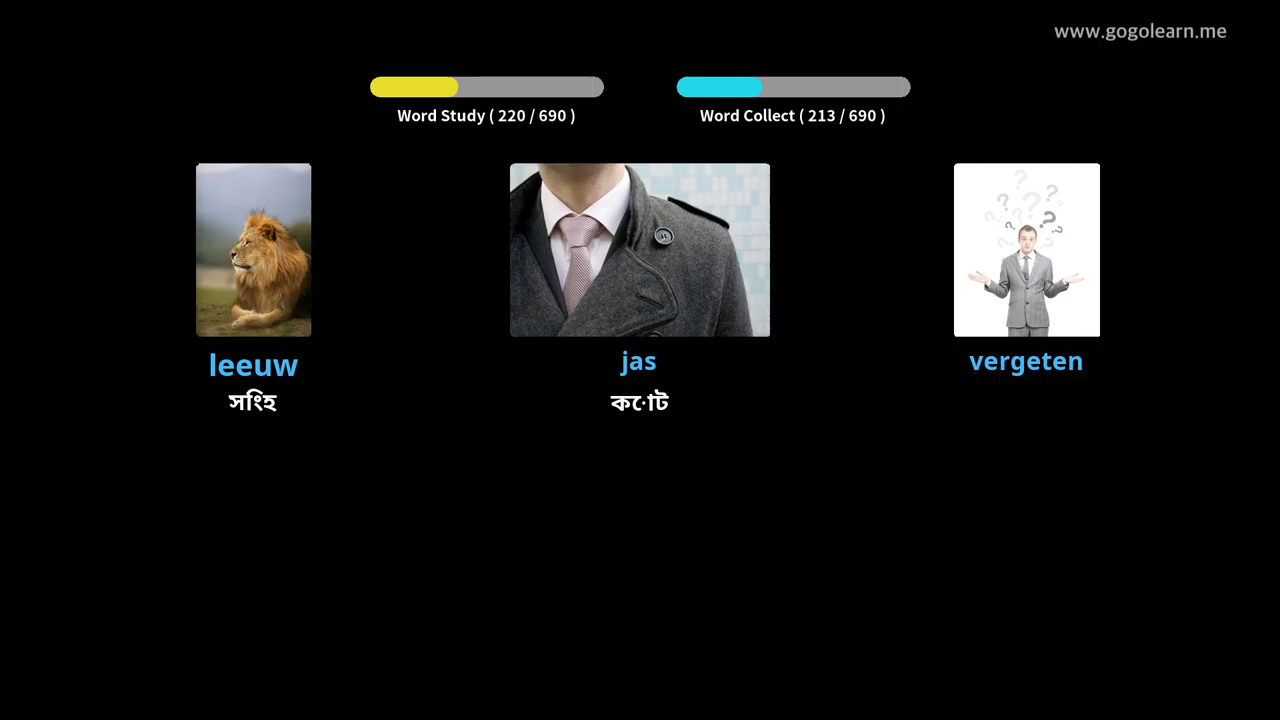 www.gogolearn.me
Word Study ( 220 / 690 )
Word Collect ( 213 / 690 )
leeuw
jas
vergeten
সিংহ
কোট